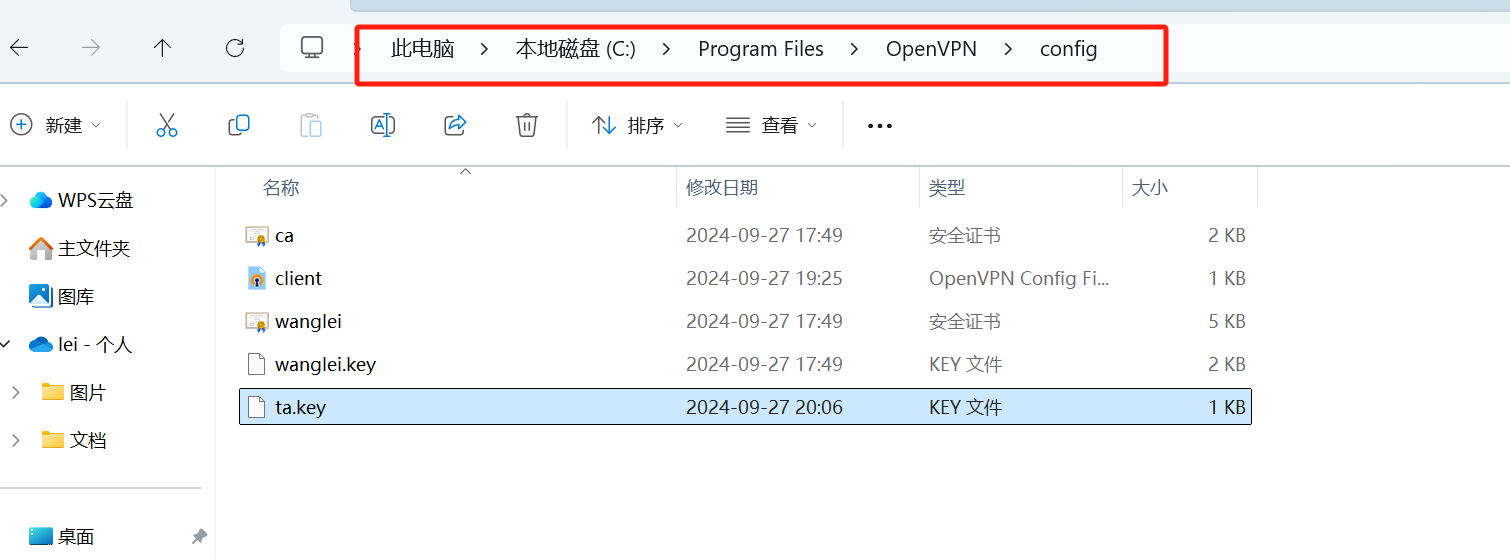 此电脑 > 本地磁盘 (C:) > Program Files > OpenVPN > config
新建 排序 查看
名称 修改日期 类型 大小
WPS云盘
主文件夹
图库
lei - 个人
图片
文档
桌面
ca 2024-09-27 17:49 安全证书 2 KB
client 2024-09-27 19:25 OpenVPN Config Fi... 1 KB
wanglei 2024-09-27 17:49 安全证书 5 KB
wanglei.key 2024-09-27 17:49 KEY 文件 2 KB
ta.key 2024-09-27 20:06 KEY 文件 1 KB